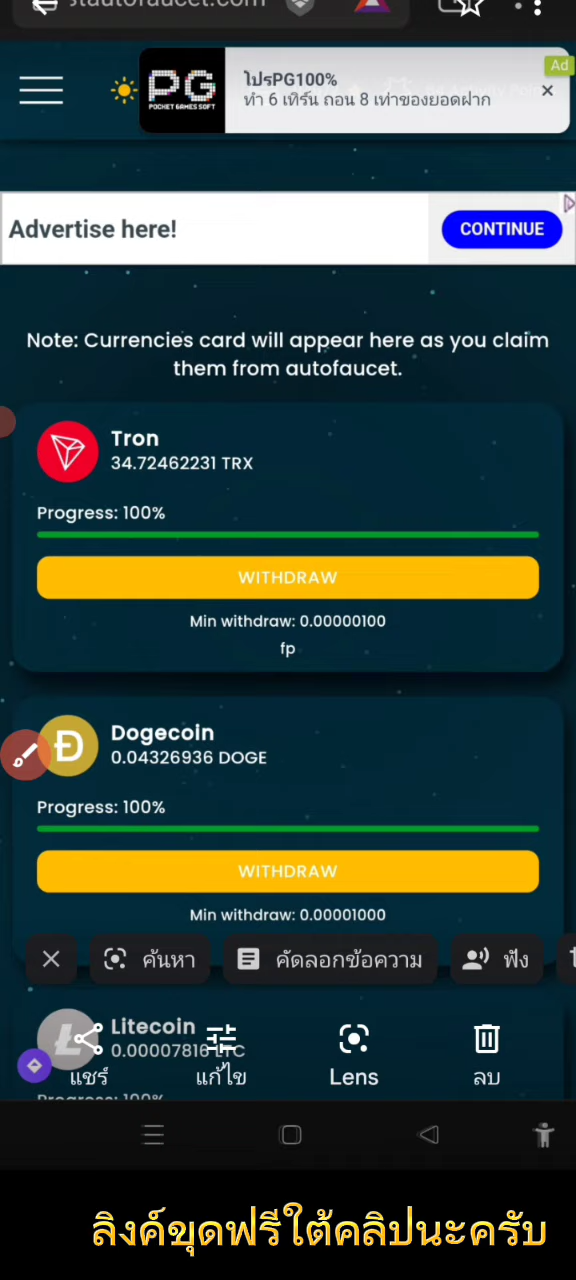 stautofaucet.com
PG
POCKET GAMES SOFT
โปรPG100%
ทำ 6 เทิร์น ถอน 8 เท่าของยอดฝาก
Ad
Advertise here!
CONTINUE
Note: Currencies card will appear here as you claim
them from autofaucet.
Tron
34.72462231 TRX
Progress: 100%
WITHDRAW
Min withdraw: 0.00000100
fp
Dogecoin
0.04326936 DOGE
Progress: 100%
WITHDRAW
Min withdraw: 0.00001000
ค้นหา
คัดลอกข้อความ
ฟัง
Litecoin
0.00007816 LTC
แชร์
แก้ไข
Lens
ลบ
Progress: 100%
ลิงค์ขุดฟรีใต้คลิปนะครับ